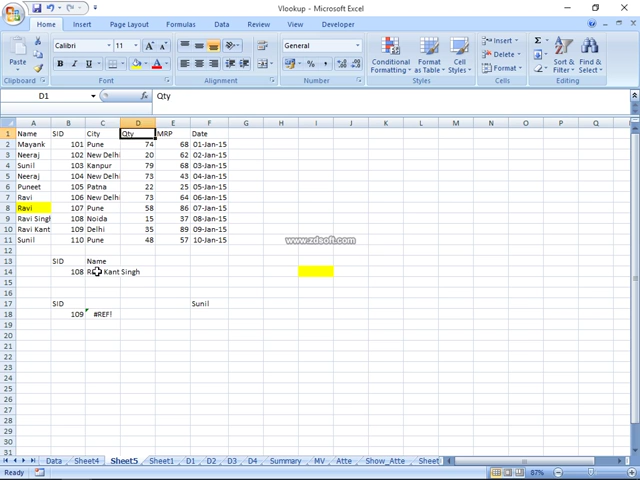 Vlookup - Microsoft Excel
Home Insert Page Layout Formulas Data Review View Developer
Paste
Clipboard
Calibri 11
B I U
Font
Alignment
General
Number
Conditional Formatting Format as Table Cell Styles
Styles
Insert
Delete
Format
Cells
Sort & Filter Find & Select
Editing
D1 fx Qty
A B C D E F G H I J K L M N O P Q
1 Name SID City Qty MRP Date
2 Mayank 101 Pune 74 68 01-Jan-15
3 Neeraj 102 New Delhi 20 62 02-Jan-15
4 Sunil 103 Kanpur 79 68 03-Jan-15
5 Neeraj 104 New Delhi 73 43 04-Jan-15
6 Puneet 105 Patna 22 25 05-Jan-15
7 Ravi 106 New Delhi 73 64 06-Jan-15
8 Ravi 107 Pune 58 86 07-Jan-15
9 Ravi Singh 108 Noida 15 37 08-Jan-15
10 Ravi Kant 109 Delhi 35 89 09-Jan-15
11 Sunil 110 Pune 48 57 10-Jan-15
www.zdsoft.com
12
13 SID Name
14 108 Ravi Kant Singh
15
16
17 SID Sunil
18 109 #REF!
19
20
21
22
23
24
25
26
27
28
29
30
31
Data Sheet4 Sheet5 Sheet1 D1 D2 D3 D4 Summary MV Atte Show_Atte Sheet
Ready 87%